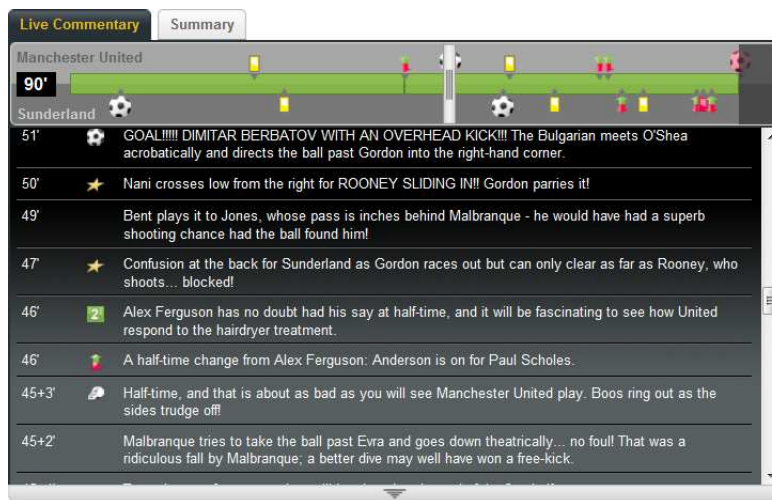 Live Commentary
Summary
Manchester United
90'
Sunderland
51' GOAL!!!!! DIMITAR BERBATOV WITH AN OVERHEAD KICK!!! The Bulgarian meets O'Shea
acrobatically and directs the ball past Gordon into the right-hand corner.
50' Nani crosses low from the right for ROONEY SLIDING IN!! Gordon parries it!
49' Bent plays it to Jones, whose pass is inches behind Malbranque - he would have had a superb
shooting chance had the ball found him!
47' Confusion at the back for Sunderland as Gordon races out but can only clear as far as Rooney, who
shoots... blocked!
46' 2 Alex Ferguson has no doubt had his say at half-time, and it will be fascinating to see how United
respond to the hairdryer treatment.
46' A half-time change from Alex Ferguson: Anderson is on for Paul Scholes.
45+3' Half-time, and that is about as bad as you will see Manchester United play. Boos ring out as the
sides trudge off!
45+2' Malbranque tries to take the ball past Evra and goes down theatrically... no foul! That was a
ridiculous fall by Malbranque; a better dive may well have won a free-kick.